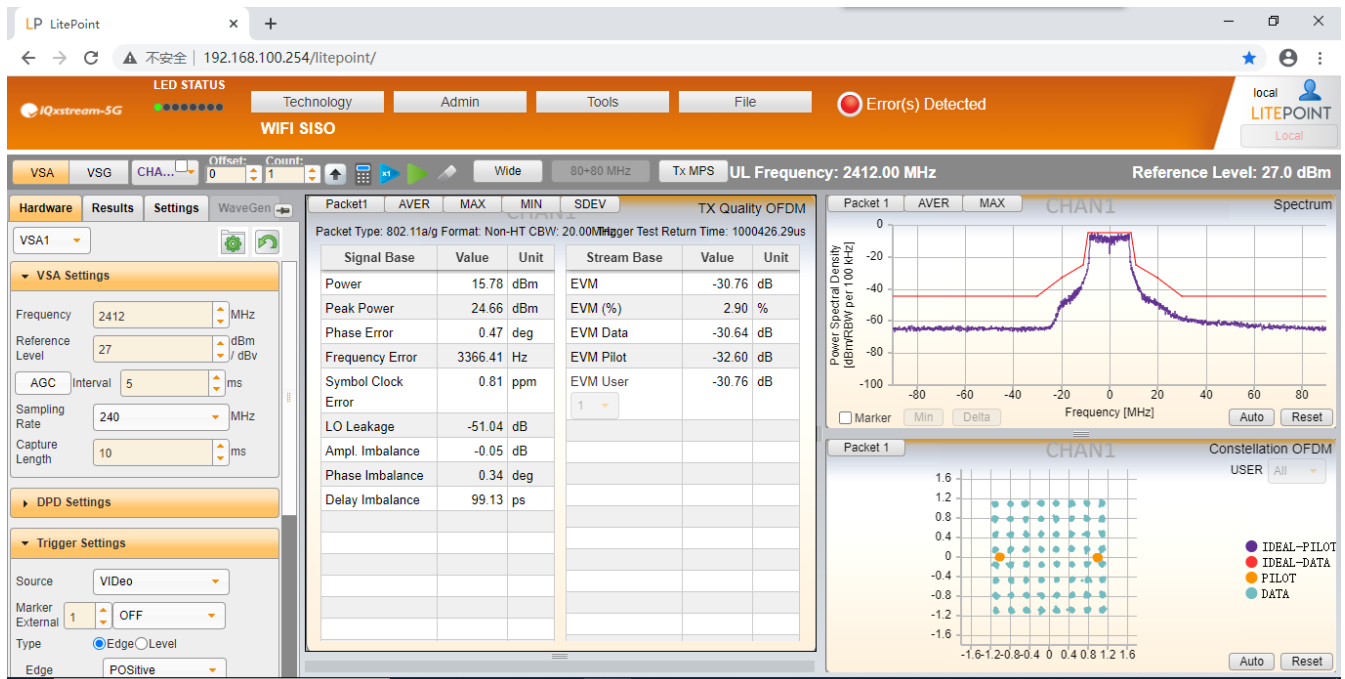 LP LitePoint × +
不安全 | 192.168.100.254/litepoint/
LED STATUS
iQxstream-5G
Technology Admin Tools File
WIFI SISO
Error(s) Detected
local
LITEPOINT
Local
VSA VSG CHA... Offset: 0 Count: 1 x1 Wide 80+80 MHz Tx MPS UL Frequency: 2412.00 MHz Reference Level: 27.0 dBm
Hardware Results Settings WaveGen
VSA1
VSA Settings
Frequency 2412 MHz
Reference Level 27 dBm / dBv
AGC Interval 5 ms
Sampling Rate 240 MHz
Capture Length 10 ms
DPD Settings
Trigger Settings
Source VIDeo
Marker External 1 OFF
Type Edge Level
Edge POSitive
Packet1 AVER MAX MIN SDEV TX Quality OFDM
CHAN1
Packet Type: 802.11a/g Format: Non-HT CBW: 20.00MHz Trigger Test Return Time: 1000426.29us
Signal Base Value Unit Stream Base Value Unit
Power 15.78 dBm EVM -30.76 dB
Peak Power 24.66 dBm EVM (%) 2.90 %
Phase Error 0.47 deg EVM Data -30.64 dB
Frequency Error 3366.41 Hz EVM Pilot -32.60 dB
Symbol Clock Error 0.81 ppm EVM User 1 -30.76 dB
LO Leakage -51.04 dB
Ampl. Imbalance -0.05 dB
Phase Imbalance 0.34 deg
Delay Imbalance 99.13 ps
Packet 1 AVER MAX CHAN1 Spectrum
Power Spectral Density
[dBm/RBW per 100 kHz]
0
-20
-40
-60
-80
-100
-80 -60 -40 -20 0 20 40 60 80
Frequency [MHz]
Marker Min Delta Auto Reset
Packet 1 CHAN1 Constellation OFDM
USER All
1.6
1.2
0.8
0.4
0
-0.4
-0.8
-1.2
-1.6
-1.6 -1.2 -0.8 -0.4 0 0.4 0.8 1.2 1.6
IDEAL-PILOT
IDEAL-DATA
PILOT
DATA
Auto Reset